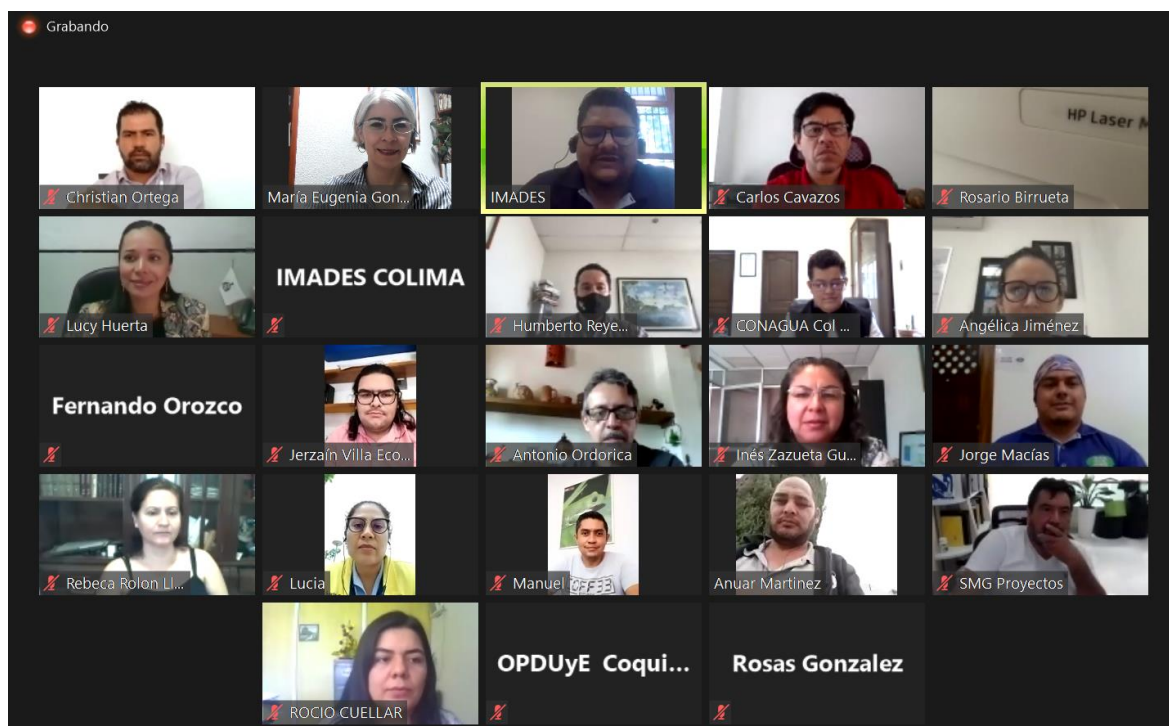 Grabando
Christian Ortega
María Eugenia Gon...
IMADES
Carlos Cavazos
HP Laser M
Rosario Birrueta
Lucy Huerta
IMADES COLIMA
Humberto Reye...
CONAGUA Col ...
Angélica Jiménez
Fernando Orozco
Jerzaín Villa Eco...
Antonio Ordorica
Inés Zazueta Gu...
Jorge Macías
Rebeca Rolon Ll...
Lucia
Manuel
Anuar Martinez
SMG Proyectos
ROCIO CUELLAR
OPDUyE Coqui...
Rosas Gonzalez